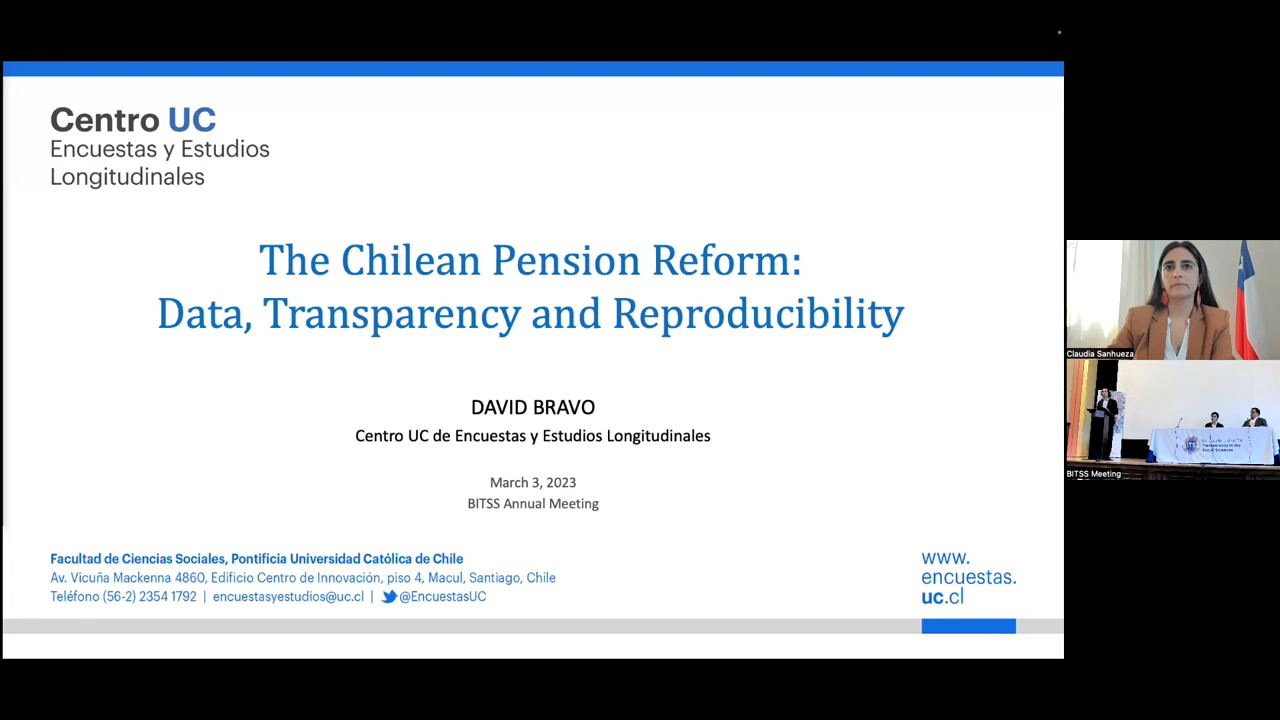 Centro UC
Encuestas y Estudios
Longitudinales
The Chilean Pension Reform:
Data, Transparency and Reproducibility
DAVID BRAVO
Centro UC de Encuestas y Estudios Longitudinales
March 3, 2023
BITSS Annual Meeting
Facultad de Ciencias Sociales, Pontificia Universidad Católica de Chile
Av. Vicuña Mackenna 4860, Edificio Centro de Innovación, piso 4, Macul, Santiago, Chile
Teléfono (56-2) 2354 1792 | encuestasyestudios@uc.cl | @EncuestasUC
www.
encuestas.
uc.cl
Claudia Sanhueza
BITSS Meeting